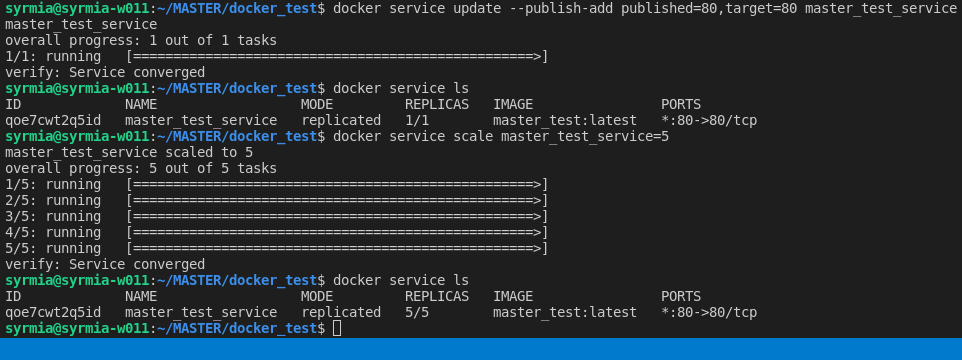 syrmia@syrmia-w011:~/MASTER/docker_test$ docker service update --publish-add published=80,target=80 master_test_service
master_test_service
overall progress: 1 out of 1 tasks
1/1: running   [==================================================>]
verify: Service converged
syrmia@syrmia-w011:~/MASTER/docker_test$ docker service ls
ID             NAME                  MODE         REPLICAS   IMAGE                PORTS
qoe7cwt2q5id   master_test_service   replicated   1/1        master_test:latest   *:80->80/tcp
syrmia@syrmia-w011:~/MASTER/docker_test$ docker service scale master_test_service=5
master_test_service scaled to 5
overall progress: 5 out of 5 tasks
1/5: running   [==================================================>]
2/5: running   [==================================================>]
3/5: running   [==================================================>]
4/5: running   [==================================================>]
5/5: running   [==================================================>]
verify: Service converged
syrmia@syrmia-w011:~/MASTER/docker_test$ docker service ls
ID             NAME                  MODE         REPLICAS   IMAGE                PORTS
qoe7cwt2q5id   master_test_service   replicated   5/5        master_test:latest   *:80->80/tcp
syrmia@syrmia-w011:~/MASTER/docker_test$